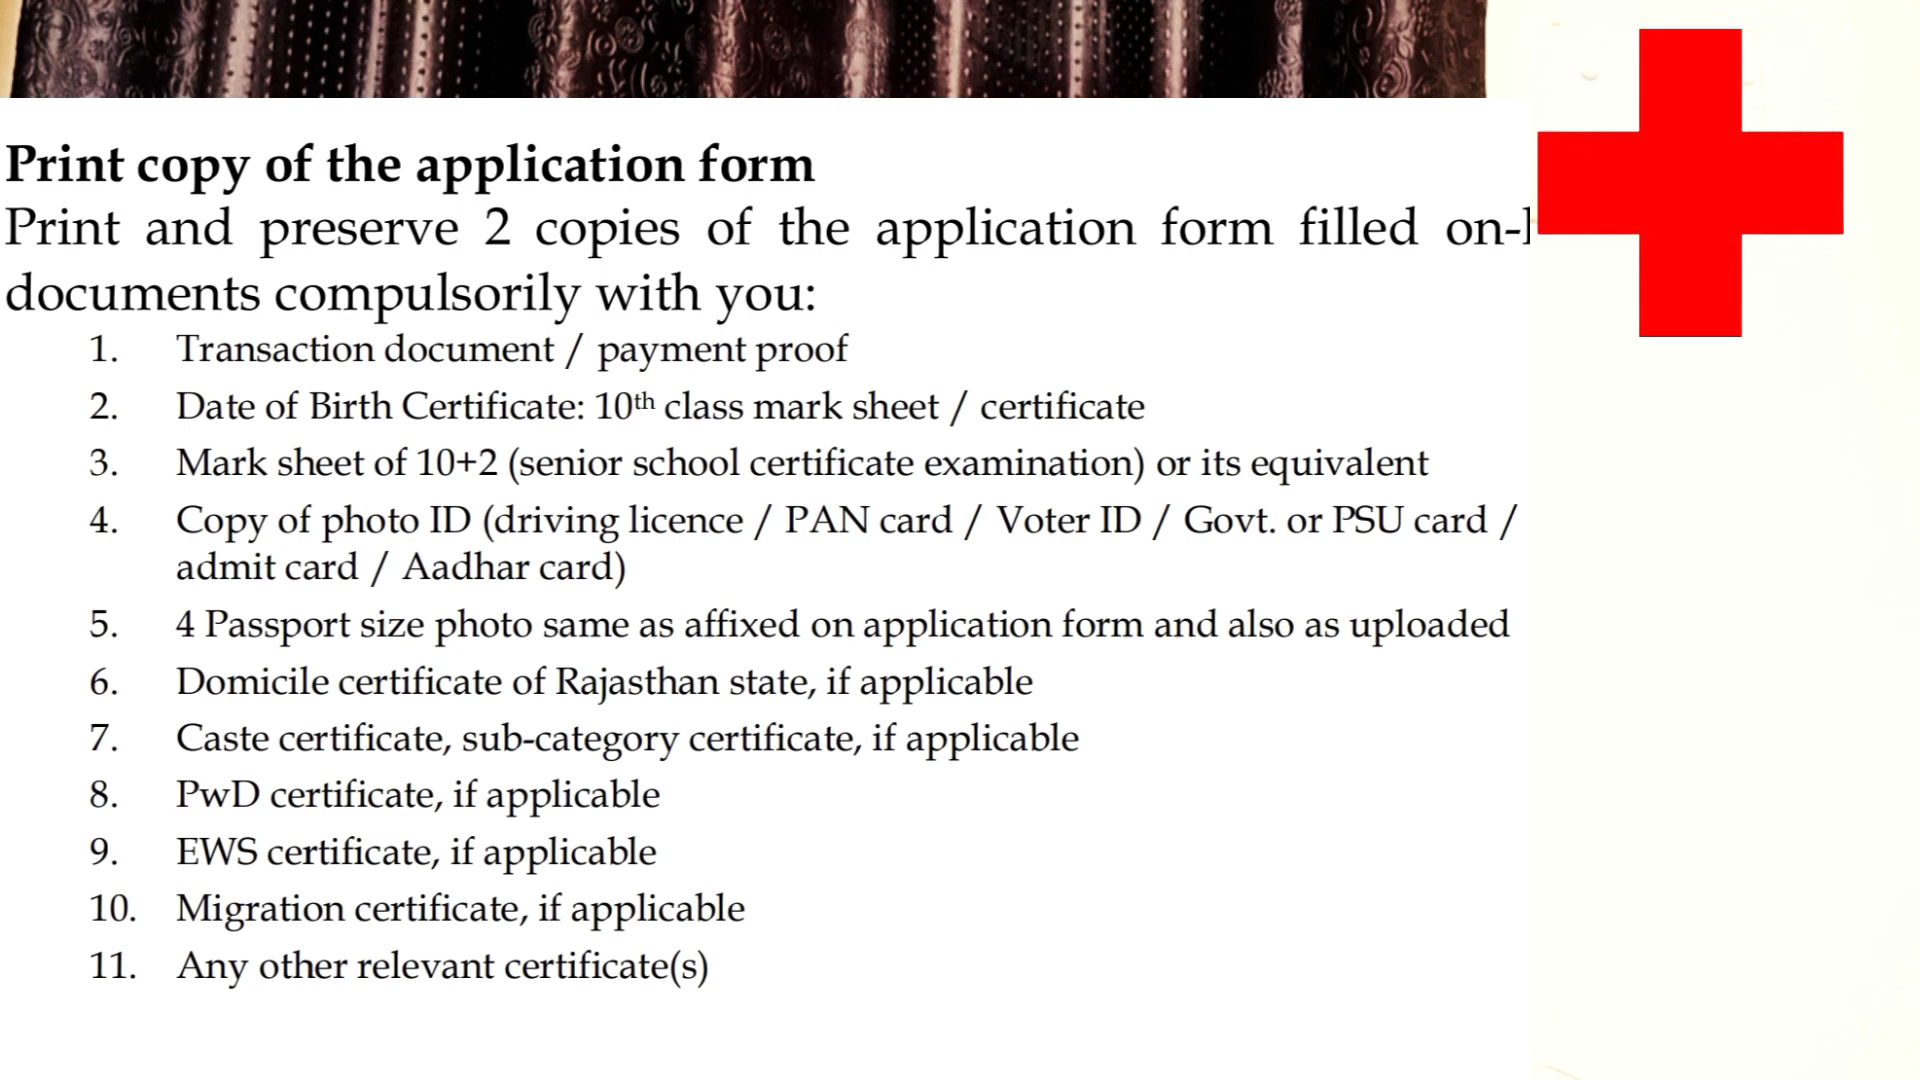 Print copy of the application form
Print and preserve 2 copies of the application form filled on-
documents compulsorily with you:
1. Transaction document / payment proof
2. Date of Birth Certificate: 10th class mark sheet / certificate
3. Mark sheet of 10+2 (senior school certificate examination) or its equivalent
4. Copy of photo ID (driving licence / PAN card / Voter ID / Govt. or PSU card /
admit card / Aadhar card)
5. 4 Passport size photo same as affixed on application form and also as uploaded
6. Domicile certificate of Rajasthan state, if applicable
7. Caste certificate, sub-category certificate, if applicable
8. PwD certificate, if applicable
9. EWS certificate, if applicable
10. Migration certificate, if applicable
11. Any other relevant certificate(s)